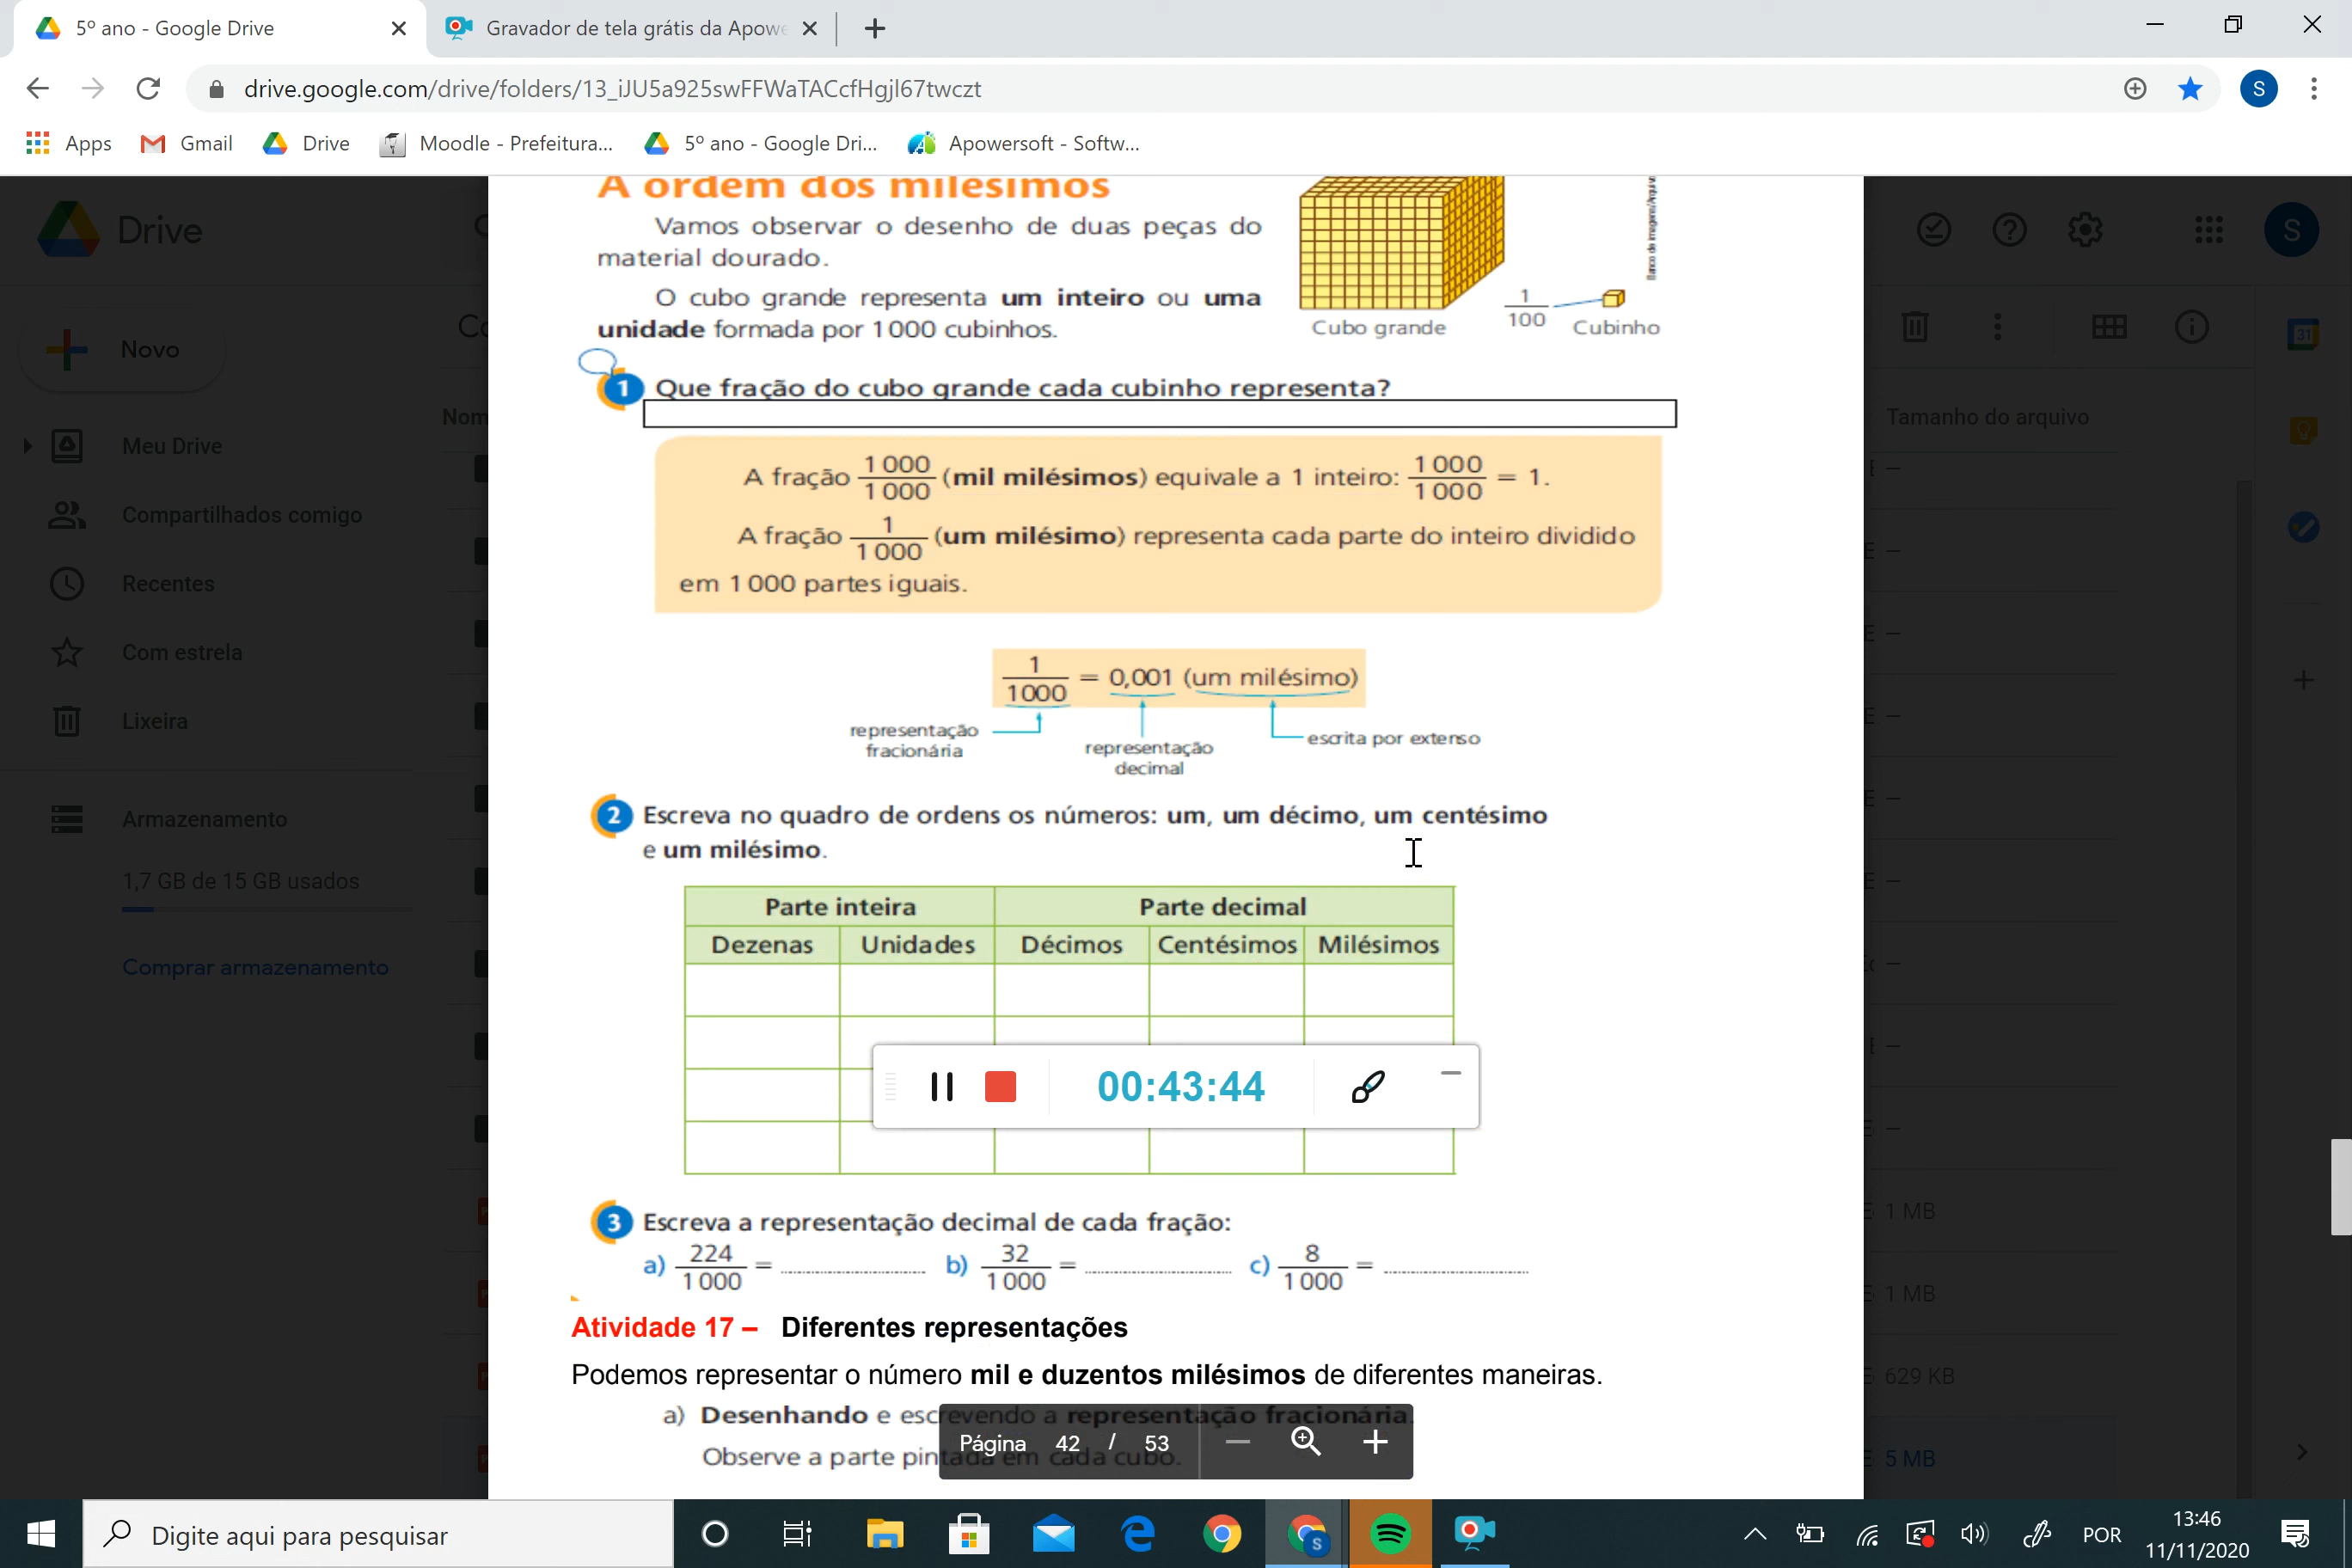 5º ano - Google Drive
Gravador de tela grátis da Apowe
drive.google.com/drive/folders/13_iJU5a925swFFWaTACcfHgjl67twczt
S
Apps
Gmail
Drive
Moodle - Prefeitura...
5º ano - Google Dri...
Apowersoft - Softw...
Drive
S
Novo
Nom
Tamanho do arquivo
Meu Drive
Compartilhados comigo
Recentes
Com estrela
Lixeira
Armazenamento
1,7 GB de 15 GB usados
Comprar armazenamento
31
1 MB
1 MB
629 KB
5 MB
A ordem dos milésimos
Vamos observar o desenho de duas peças do
material dourado.
O cubo grande representa um inteiro ou uma
unidade formada por 1 000 cubinhos.
Cubo grande
1/100
Cubinho
1 Que fração do cubo grande cada cubinho representa?
A fração 1 000/1 000 (mil milésimos) equivale a 1 inteiro: 1 000/1 000 = 1.
A fração 1/1 000 (um milésimo) representa cada parte do inteiro dividido
em 1 000 partes iguais.
1/1000 = 0,001 (um milésimo)
representação
fracionária
representação
decimal
escrita por extenso
2 Escreva no quadro de ordens os números: um, um décimo, um centésimo
e um milésimo.
Parte inteira Parte decimal
Dezenas Unidades Décimos Centésimos Milésimos
00:43:44
3 Escreva a representação decimal de cada fração:
a) 224/1 000 = b) 32/1 000 = c) 8/1 000 =
Atividade 17 – Diferentes representações
Podemos representar o número mil e duzentos milésimos de diferentes maneiras.
a) Desenhando e escrevendo a representação fracionária.
Observe a parte pintada em cada cubo.
Página 42 / 53
Digite aqui para pesquisar
S
POR
13:46
11/11/2020